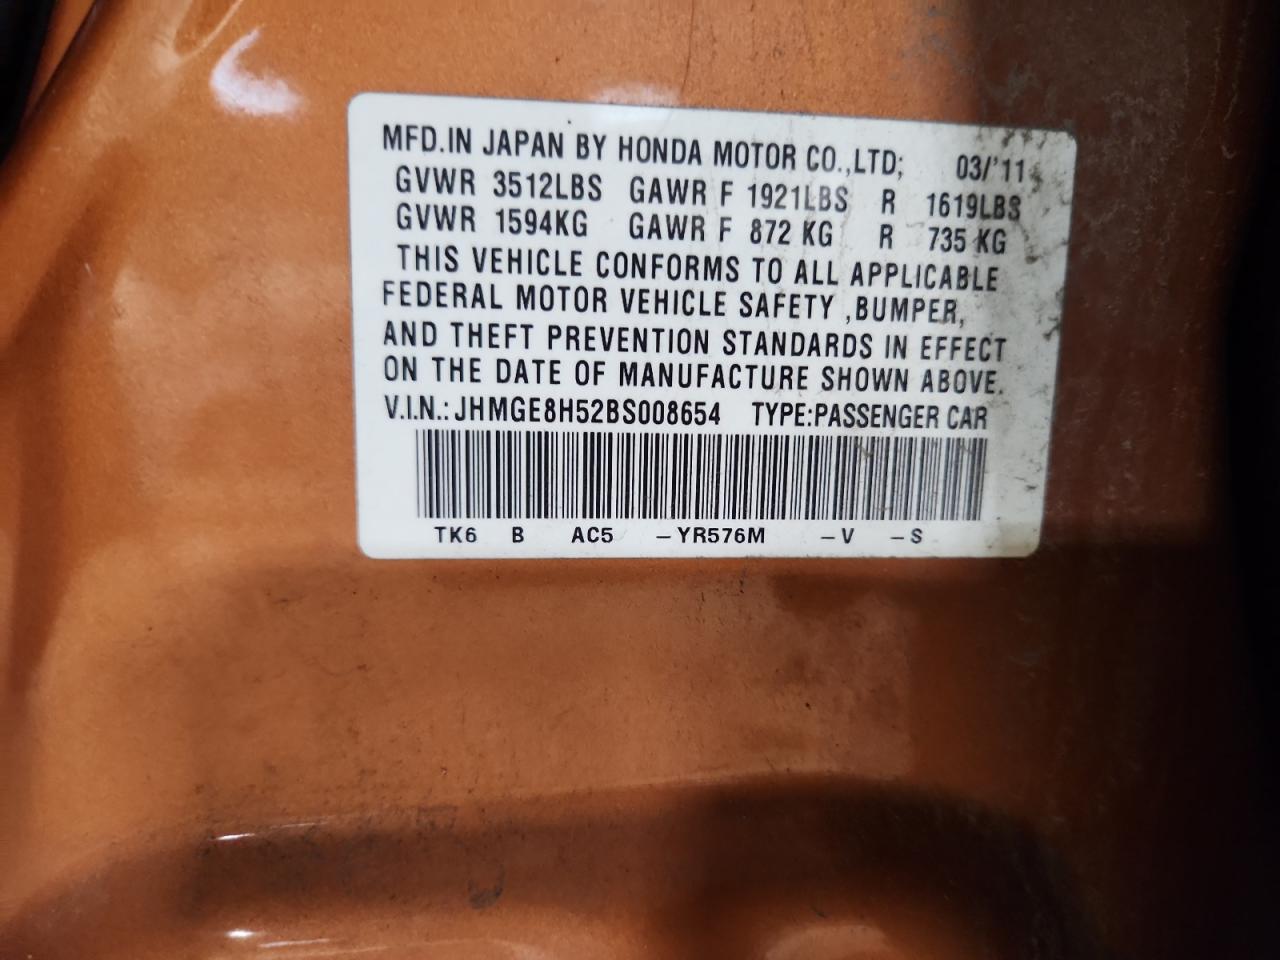 MFD.IN JAPAN BY HONDA MOTOR CO.,LTD; 03/'11
GVWR 3512LBS GAWR F 1921LBS R 1619LBS
GVWR 1594KG GAWR F 872 KG R 735 KG
THIS VEHICLE CONFORMS TO ALL APPLICABLE
FEDERAL MOTOR VEHICLE SAFETY ,BUMPER,
AND THEFT PREVENTION STANDARDS IN EFFECT
ON THE DATE OF MANUFACTURE SHOWN ABOVE.
V.I.N.: JHMGE8H52BS008654 TYPE:PASSENGER CAR
TK6 B AC5 -YR576M -V -S